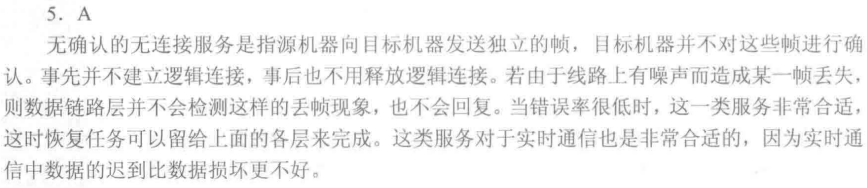 5. A
无确认的无连接服务是指源机器向目标机器发送独立的帧，目标机器并不对这些帧进行确
认。事先并不建立逻辑连接，事后也不用释放逻辑连接。若由于线路上有噪声而造成某一帧丢失，
则数据链路层并不会检测这样的丢帧现象，也不会回复。当错误率很低时，这一类服务非常合适，
这时恢复任务可以留给上面的各层来完成。这类服务对于实时通信也是非常合适的，因为实时通
信中数据的迟到比数据损坏更不好。